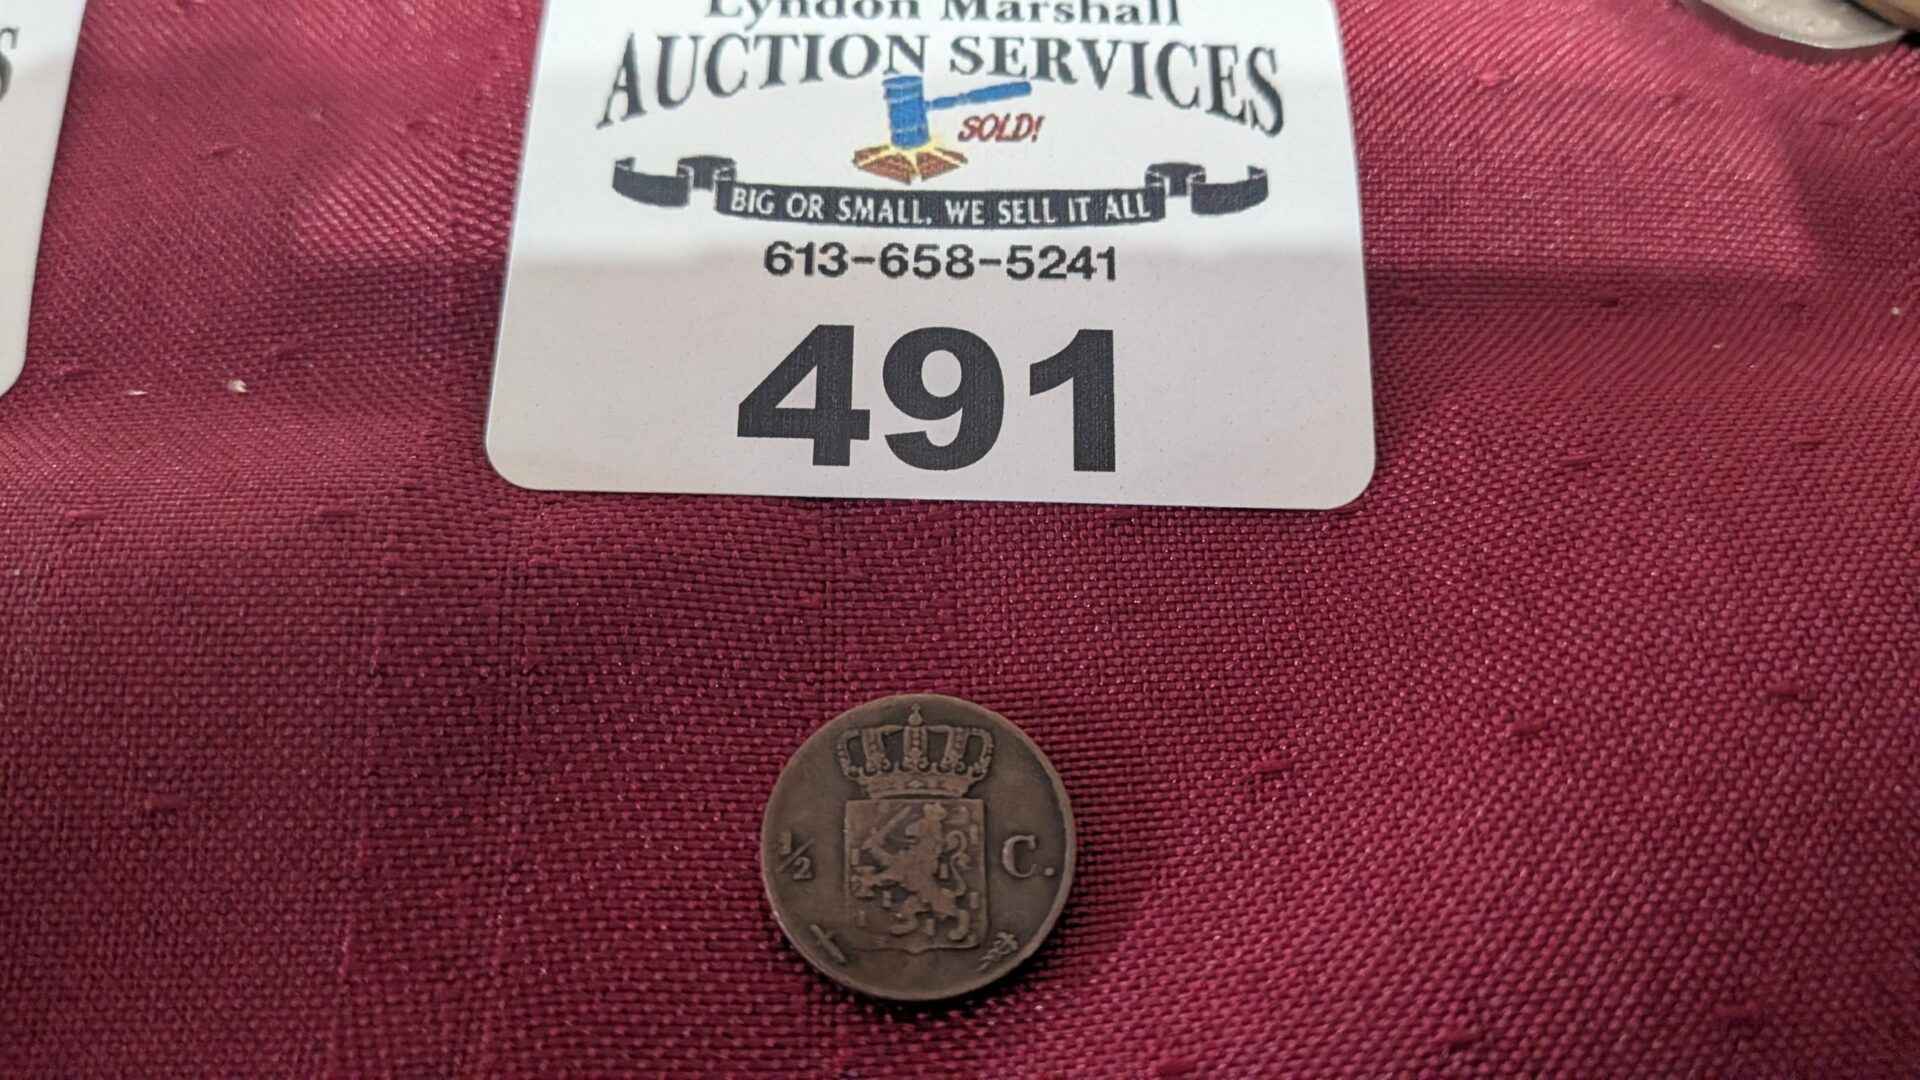 Lyndon Marshall
AUCTION SERVICES
SOLD!
BIG OR SMALL, WE SELL IT ALL
613-658-5241
491
1/2 C.
S